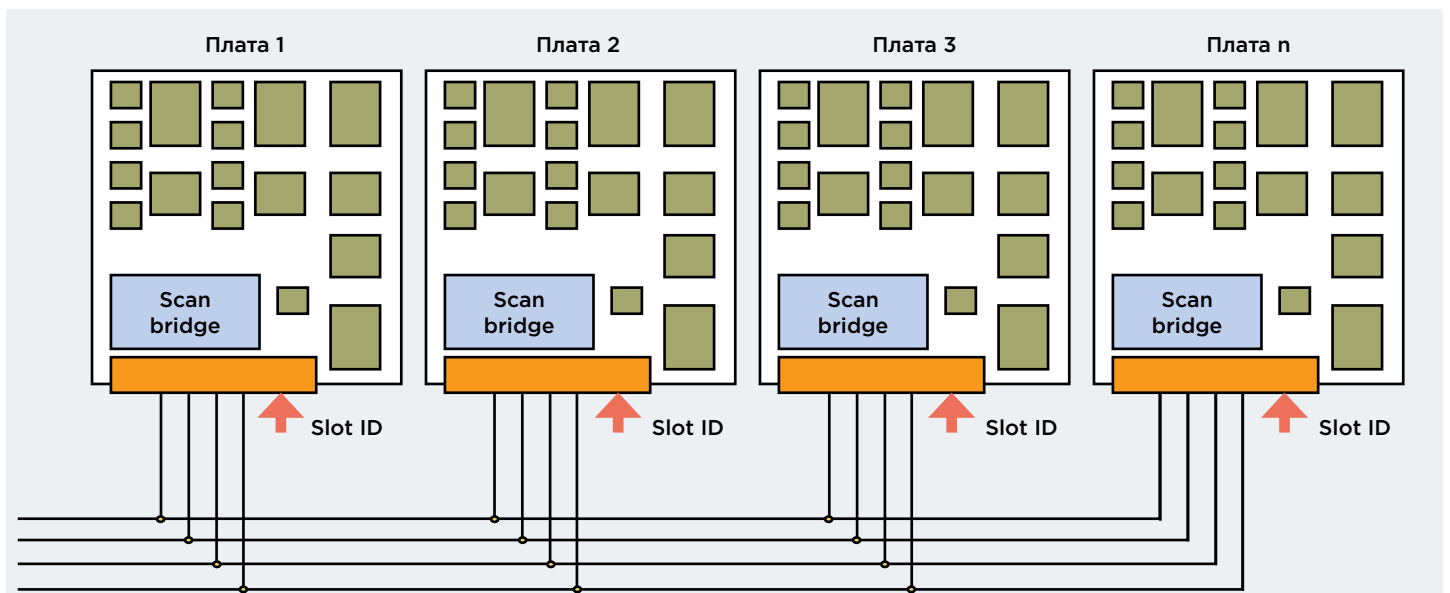 Плата 1
Плата 2
Плата 3
Плата n
Scan
bridge
Scan
bridge
Scan
bridge
Scan
bridge
Slot ID
Slot ID
Slot ID
Slot ID